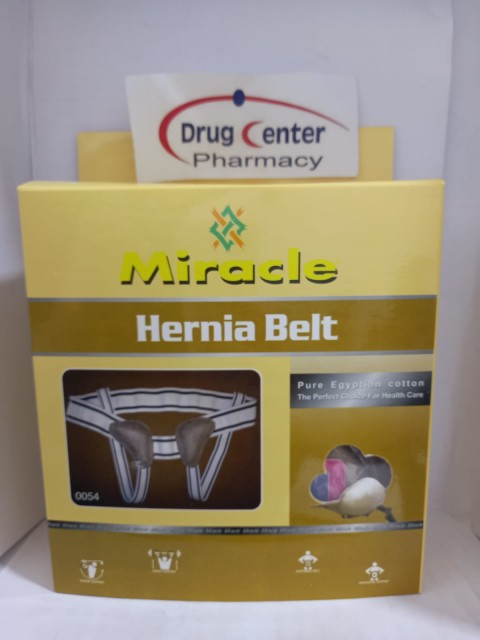 Drug Center
Pharmacy
Miracle
Hernia Belt
Pure Egyptian cotton
The Perfect Choice For Health Care
0054